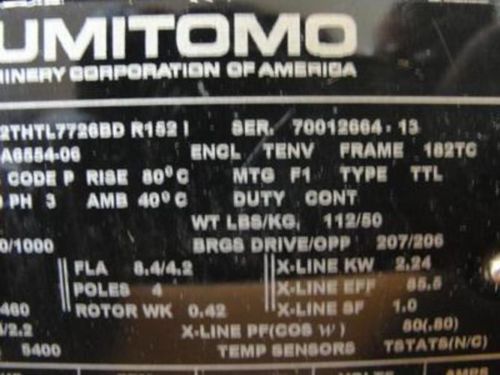 UMITOMO
HINERY CORPORATION OF AMERICA
2THTL7726BD R152 I SER. 70012664-13
A6554-06 ENCL TENV FRAME 182TC
CODE P RISE 80°C MTG F1 TYPE TTL
PH 3 AMB 40°C DUTY CONT
WT LBS/KG, 112/50
0/1000 BRGS DRIVE/OPP 207/206
FLA 8.4/4.2 X-LINE KW 2.24
POLES 4 X-LINE EFF 85.5
460 ROTOR WK 0.42 X-LINE SF 1.0
/2.2 X-LINE PF(COS W) 80(.80)
5400 TEMP SENSORS TSTATS(N/C)
AMPS